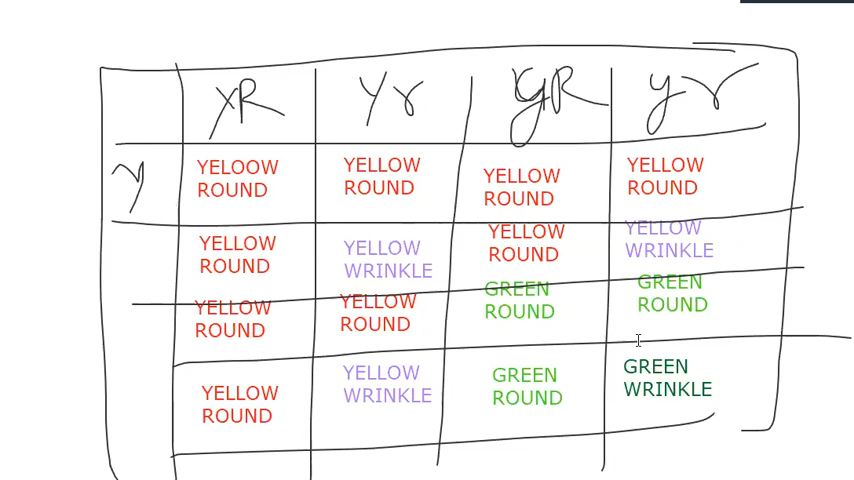 YR Yr yR yr
Y
YELOOW YELLOW YELLOW YELLOW
ROUND ROUND ROUND ROUND
YELLOW YELLOW YELLOW YELLOW
ROUND WRINKLE ROUND WRINKLE
YELLOW YELLOW GREEN GREEN
ROUND ROUND ROUND ROUND
YELLOW YELLOW GREEN GREEN
ROUND WRINKLE ROUND WRINKLE